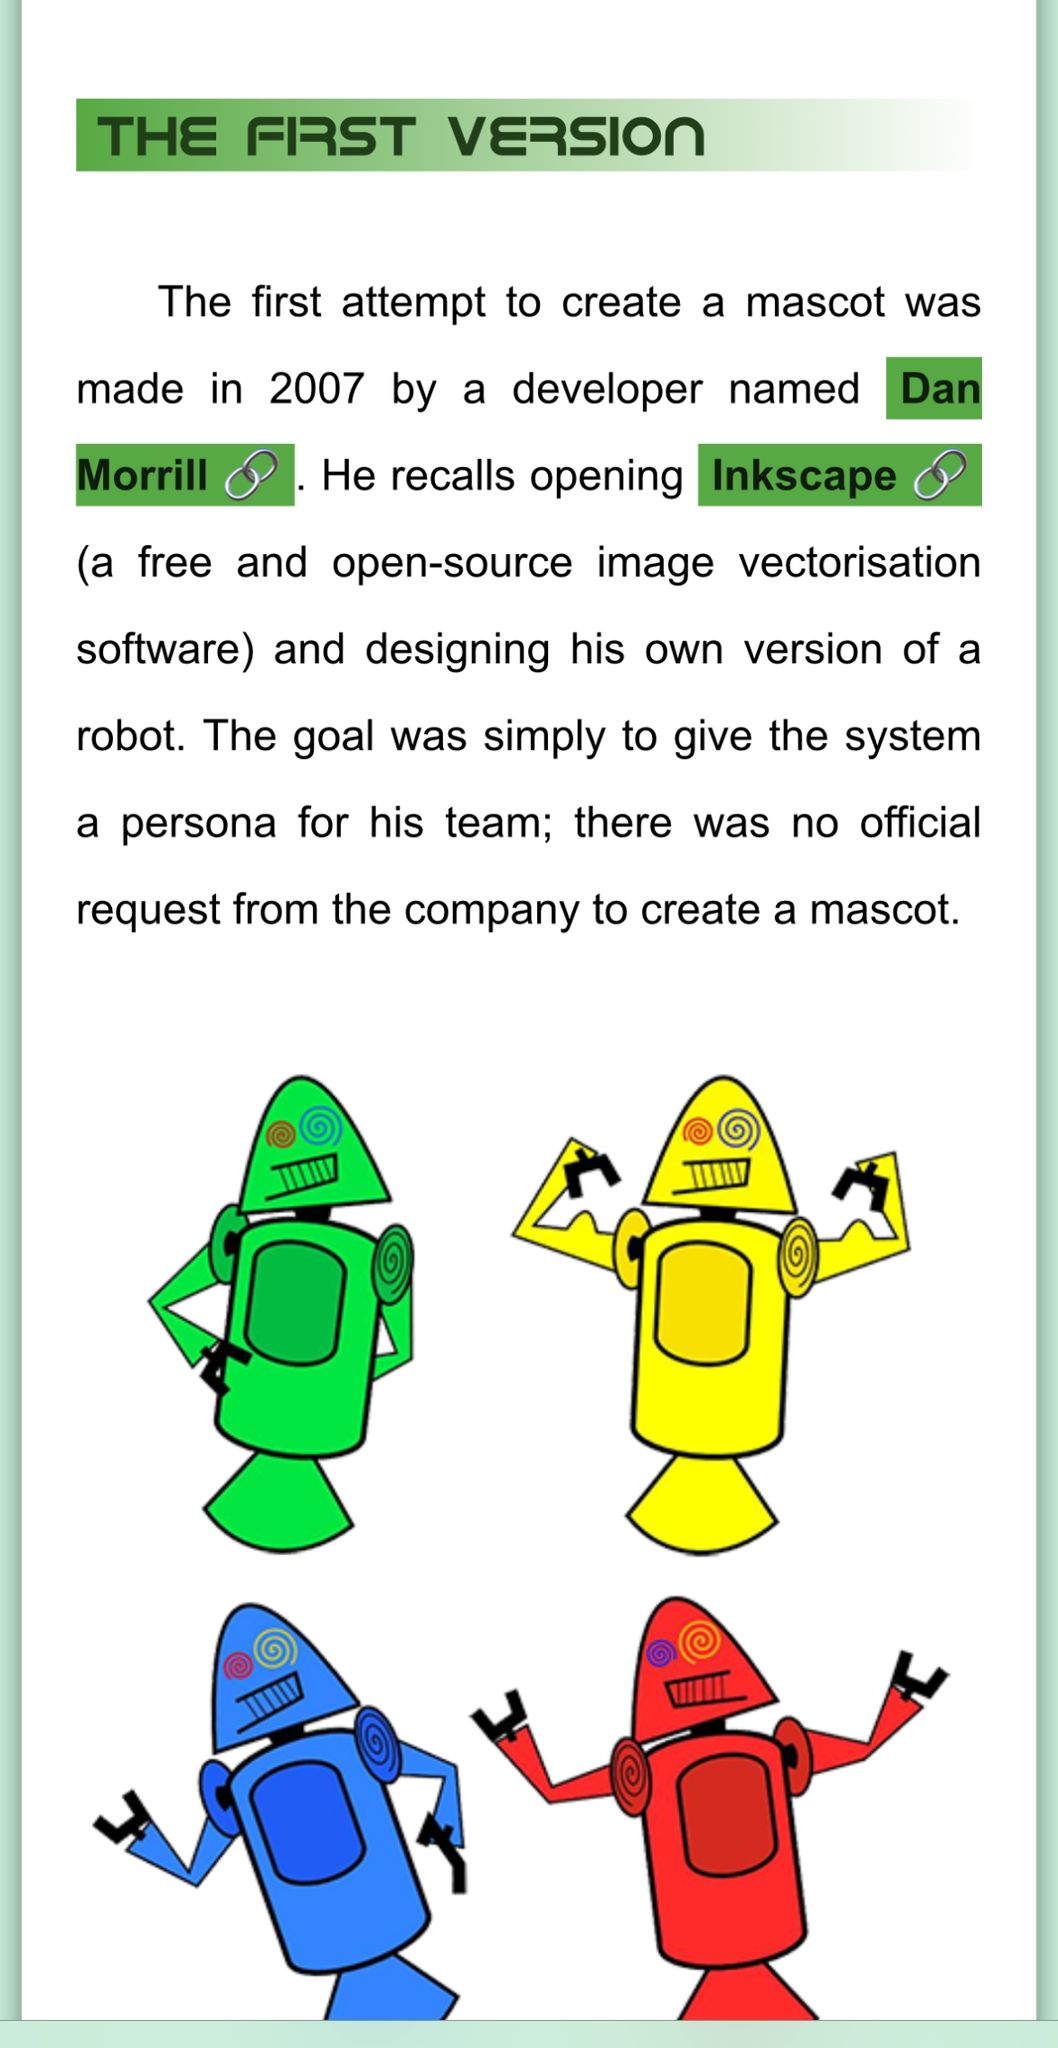 THE FIRST VERSION
The first attempt to create a mascot was
made in 2007 by a developer named Dan
Morrill 🔗 . He recalls opening Inkscape 🔗
(a free and open-source image vectorisation
software) and designing his own version of a
robot. The goal was simply to give the system
a persona for his team; there was no official
request from the company to create a mascot.